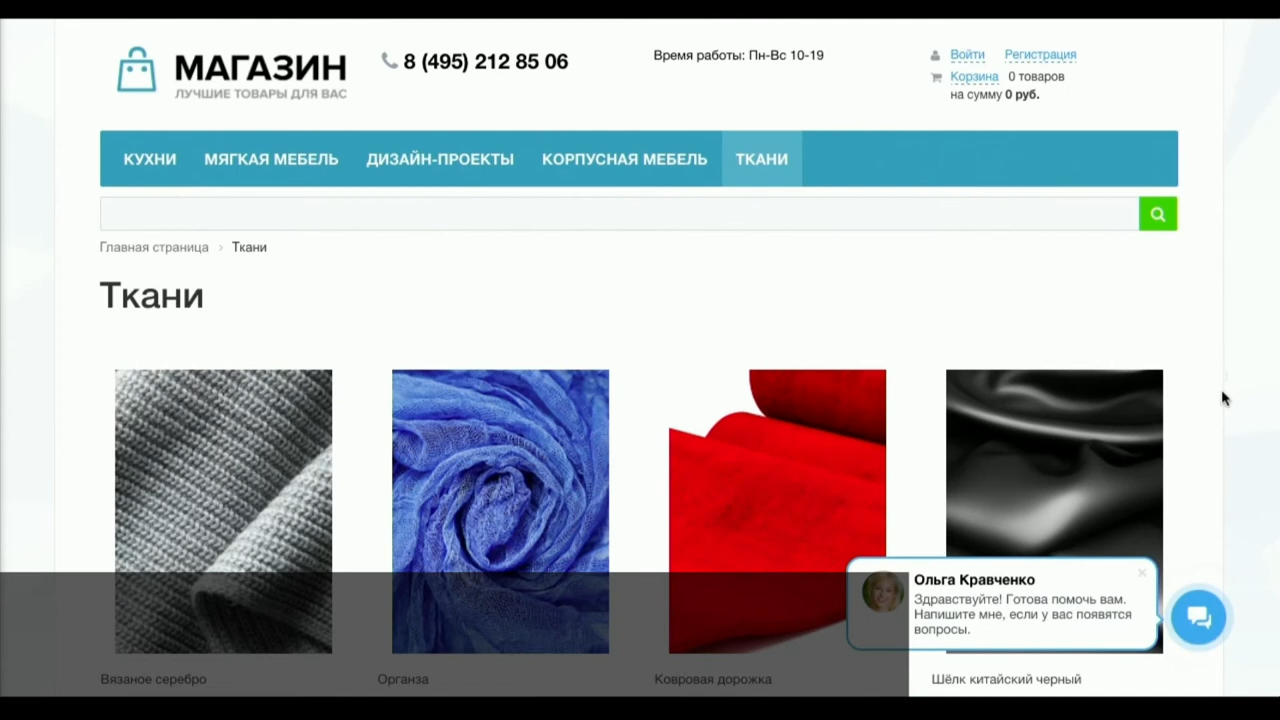 МАГАЗИН
ЛУЧШИЕ ТОВАРЫ ДЛЯ ВАС
8 (495) 212 85 06
Время работы: Пн-Вс 10-19
Войти Регистрация
Корзина 0 товаров
на сумму 0 руб.
КУХНИ МЯГКАЯ МЕБЕЛЬ ДИЗАЙН-ПРОЕКТЫ КОРПУСНАЯ МЕБЕЛЬ ТКАНИ
Главная страница › Ткани
Ткани
Ольга Кравченко
Здравствуйте! Готова помочь вам.
Напишите мне, если у вас появятся
вопросы.
Вязаное серебро Органза Ковровая дорожка Шёлк китайский черный